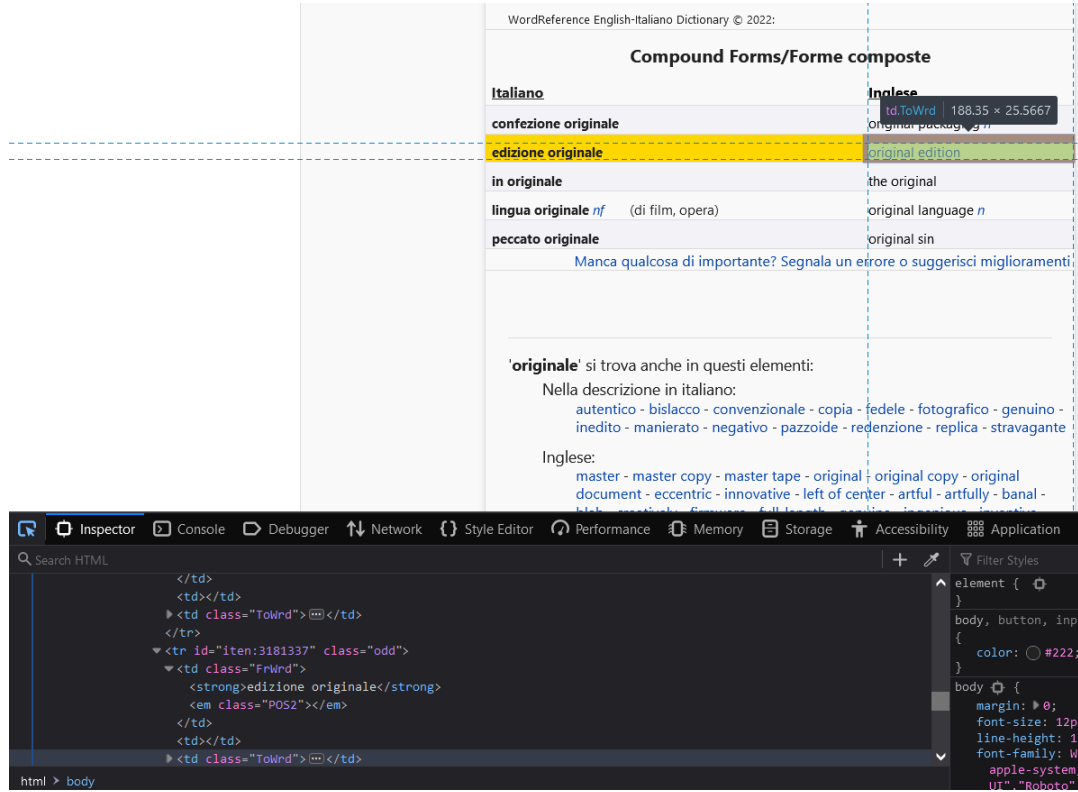 WordReference English-Italiano Dictionary © 2022:
Compound Forms/Forme composte
Italiano Inglese
td.ToWrd 188.35 × 25.5667
confezione originale original packaging n
edizione originale original edition
in originale the original
lingua originale nf (di film, opera) original language n
peccato originale original sin
Manca qualcosa di importante? Segnala un errore o suggerisci miglioramenti
'originale' si trova anche in questi elementi:
Nella descrizione in italiano:
autentico - bislacco - convenzionale - copia - fedele - fotografico - genuino -
inedito - manierato - negativo - pazzoide - redenzione - replica - stravagante
Inglese:
master - master copy - master tape - original - original copy - original
document - eccentric - innovative - left of center - artful - artfully - banal -
Inspector Console Debugger Network Style Editor Performance Memory Storage Accessibility Application
Search HTML
</td>
<td></td>
<td class="ToWrd"></td>
</tr>
<tr id="iten:3181337" class="odd">
<td class="FrWrd">
<strong>edizione originale</strong>
<em class="POS2"></em>
</td>
<td></td>
<td class="ToWrd"></td>
html > body
Filter Styles
element {
}
body, button, inp
{
color: #222;
}
body {
margin: 0;
font-size: 12p
line-height: 1
font-family: W
apple-system
UI","Roboto"